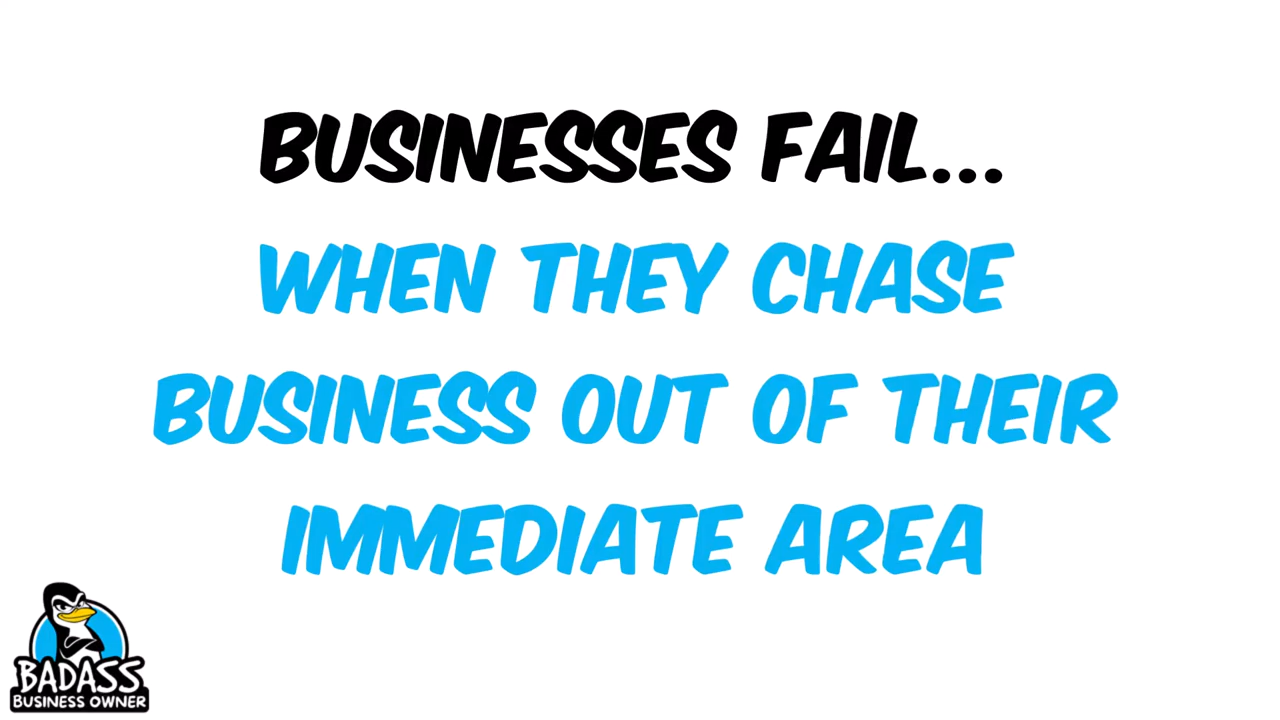 BUSINESSES FAIL...
WHEN THEY CHASE
BUSINESS OUT OF THEIR
IMMEDIATE AREA
BADASS
BUSINESS OWNER